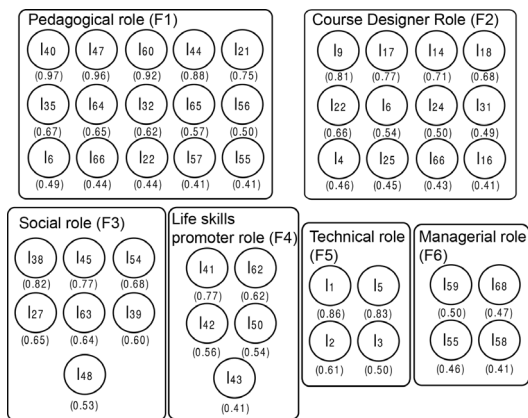 Pedagogical role (F1)
I40 I47 I60 I44 I21
(0.97) (0.96) (0.92) (0.88) (0.75)
I35 I64 I32 I65 I56
(0.67) (0.65) (0.62) (0.57) (0.50)
I6 I66 I22 I57 I55
(0.49) (0.44) (0.44) (0.41) (0.41)
Course Designer Role (F2)
I9 I17 I14 I18
(0.81) (0.77) (0.71) (0.68)
I22 I6 I24 I31
(0.66) (0.54) (0.50) (0.49)
I4 I25 I66 I16
(0.46) (0.45) (0.43) (0.41)
Social role (F3)
I38 I45 I54
(0.82) (0.77) (0.68)
I27 I63 I39
(0.65) (0.64) (0.60)
I48
(0.53)
Life skills
promoter role (F4)
I41 I62
(0.77) (0.62)
I42 I50
(0.56) (0.54)
I43
(0.41)
Technical role
(F5)
I1 I5
(0.86) (0.83)
I2 I3
(0.61) (0.50)
Managerial role
(F6)
I59 I68
(0.50) (0.47)
I55 I58
(0.46) (0.41)